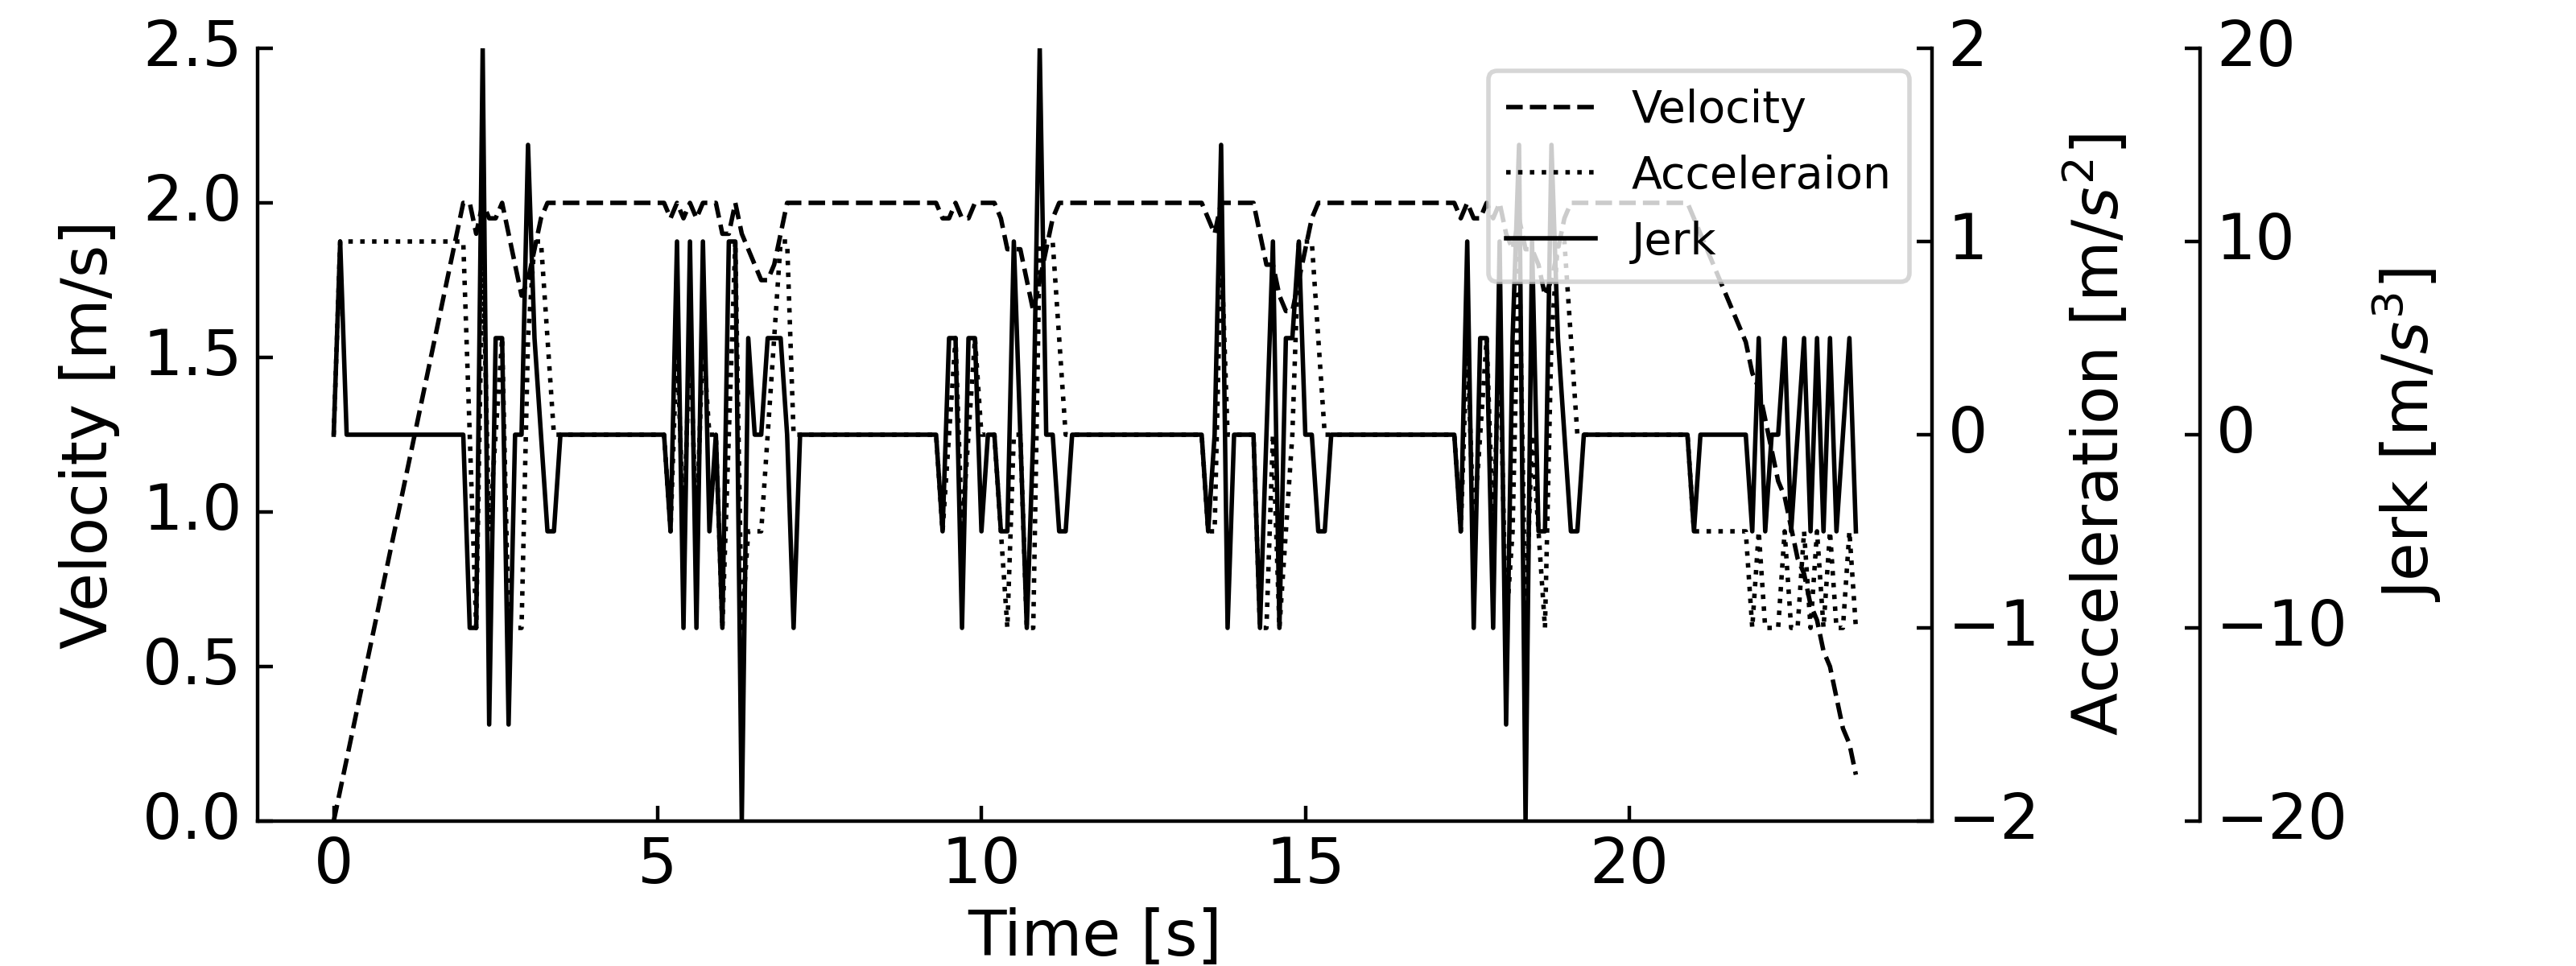 Velocity [m/s]
2.5
2.0
1.5
1.0
0.5
0.0
0 5 10 15 20
Time [s]
Velocity
Acceleraion
Jerk
2
1
0
−1
−2
Acceleration [m/s²]
20
10
0
−10
−20
Jerk [m/s³]